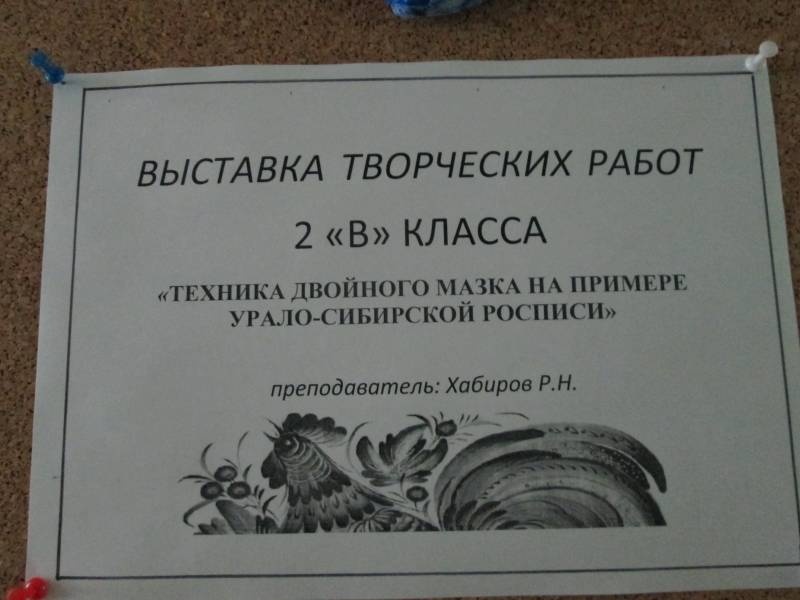 ВЫСТАВКА ТВОРЧЕСКИХ РАБОТ
2 «В» КЛАССА
«ТЕХНИКА ДВОЙНОГО МАЗКА НА ПРИМЕРЕ
УРАЛО-СИБИРСКОЙ РОСПИСИ»
преподаватель: Хабиров Р.Н.